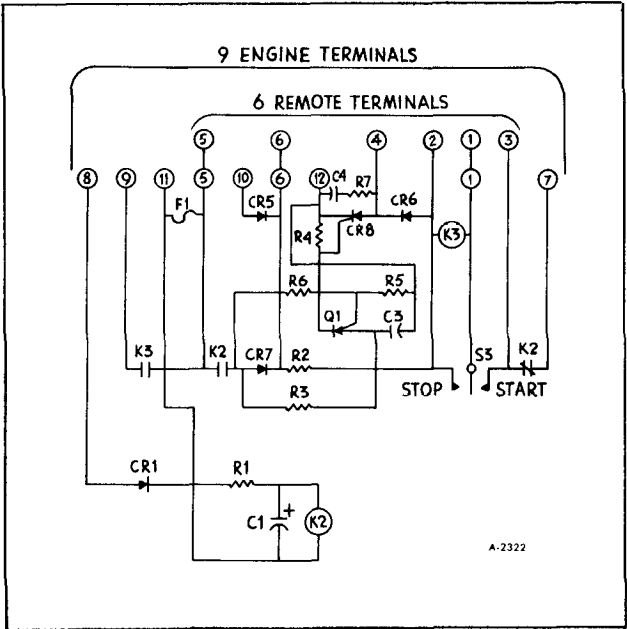 9 ENGINE TERMINALS
6 REMOTE TERMINALS
5 6 4 2 1 3
8 9 11 5 10 6 12 1 7
C4 R7
F1 CR5 CR6
CR8
R4 K3
R6 R5
Q1 C3
K3 K2 CR7 R2 S3 K2
STOP START
R3
CR1 R1
C1 + K2
A-2322